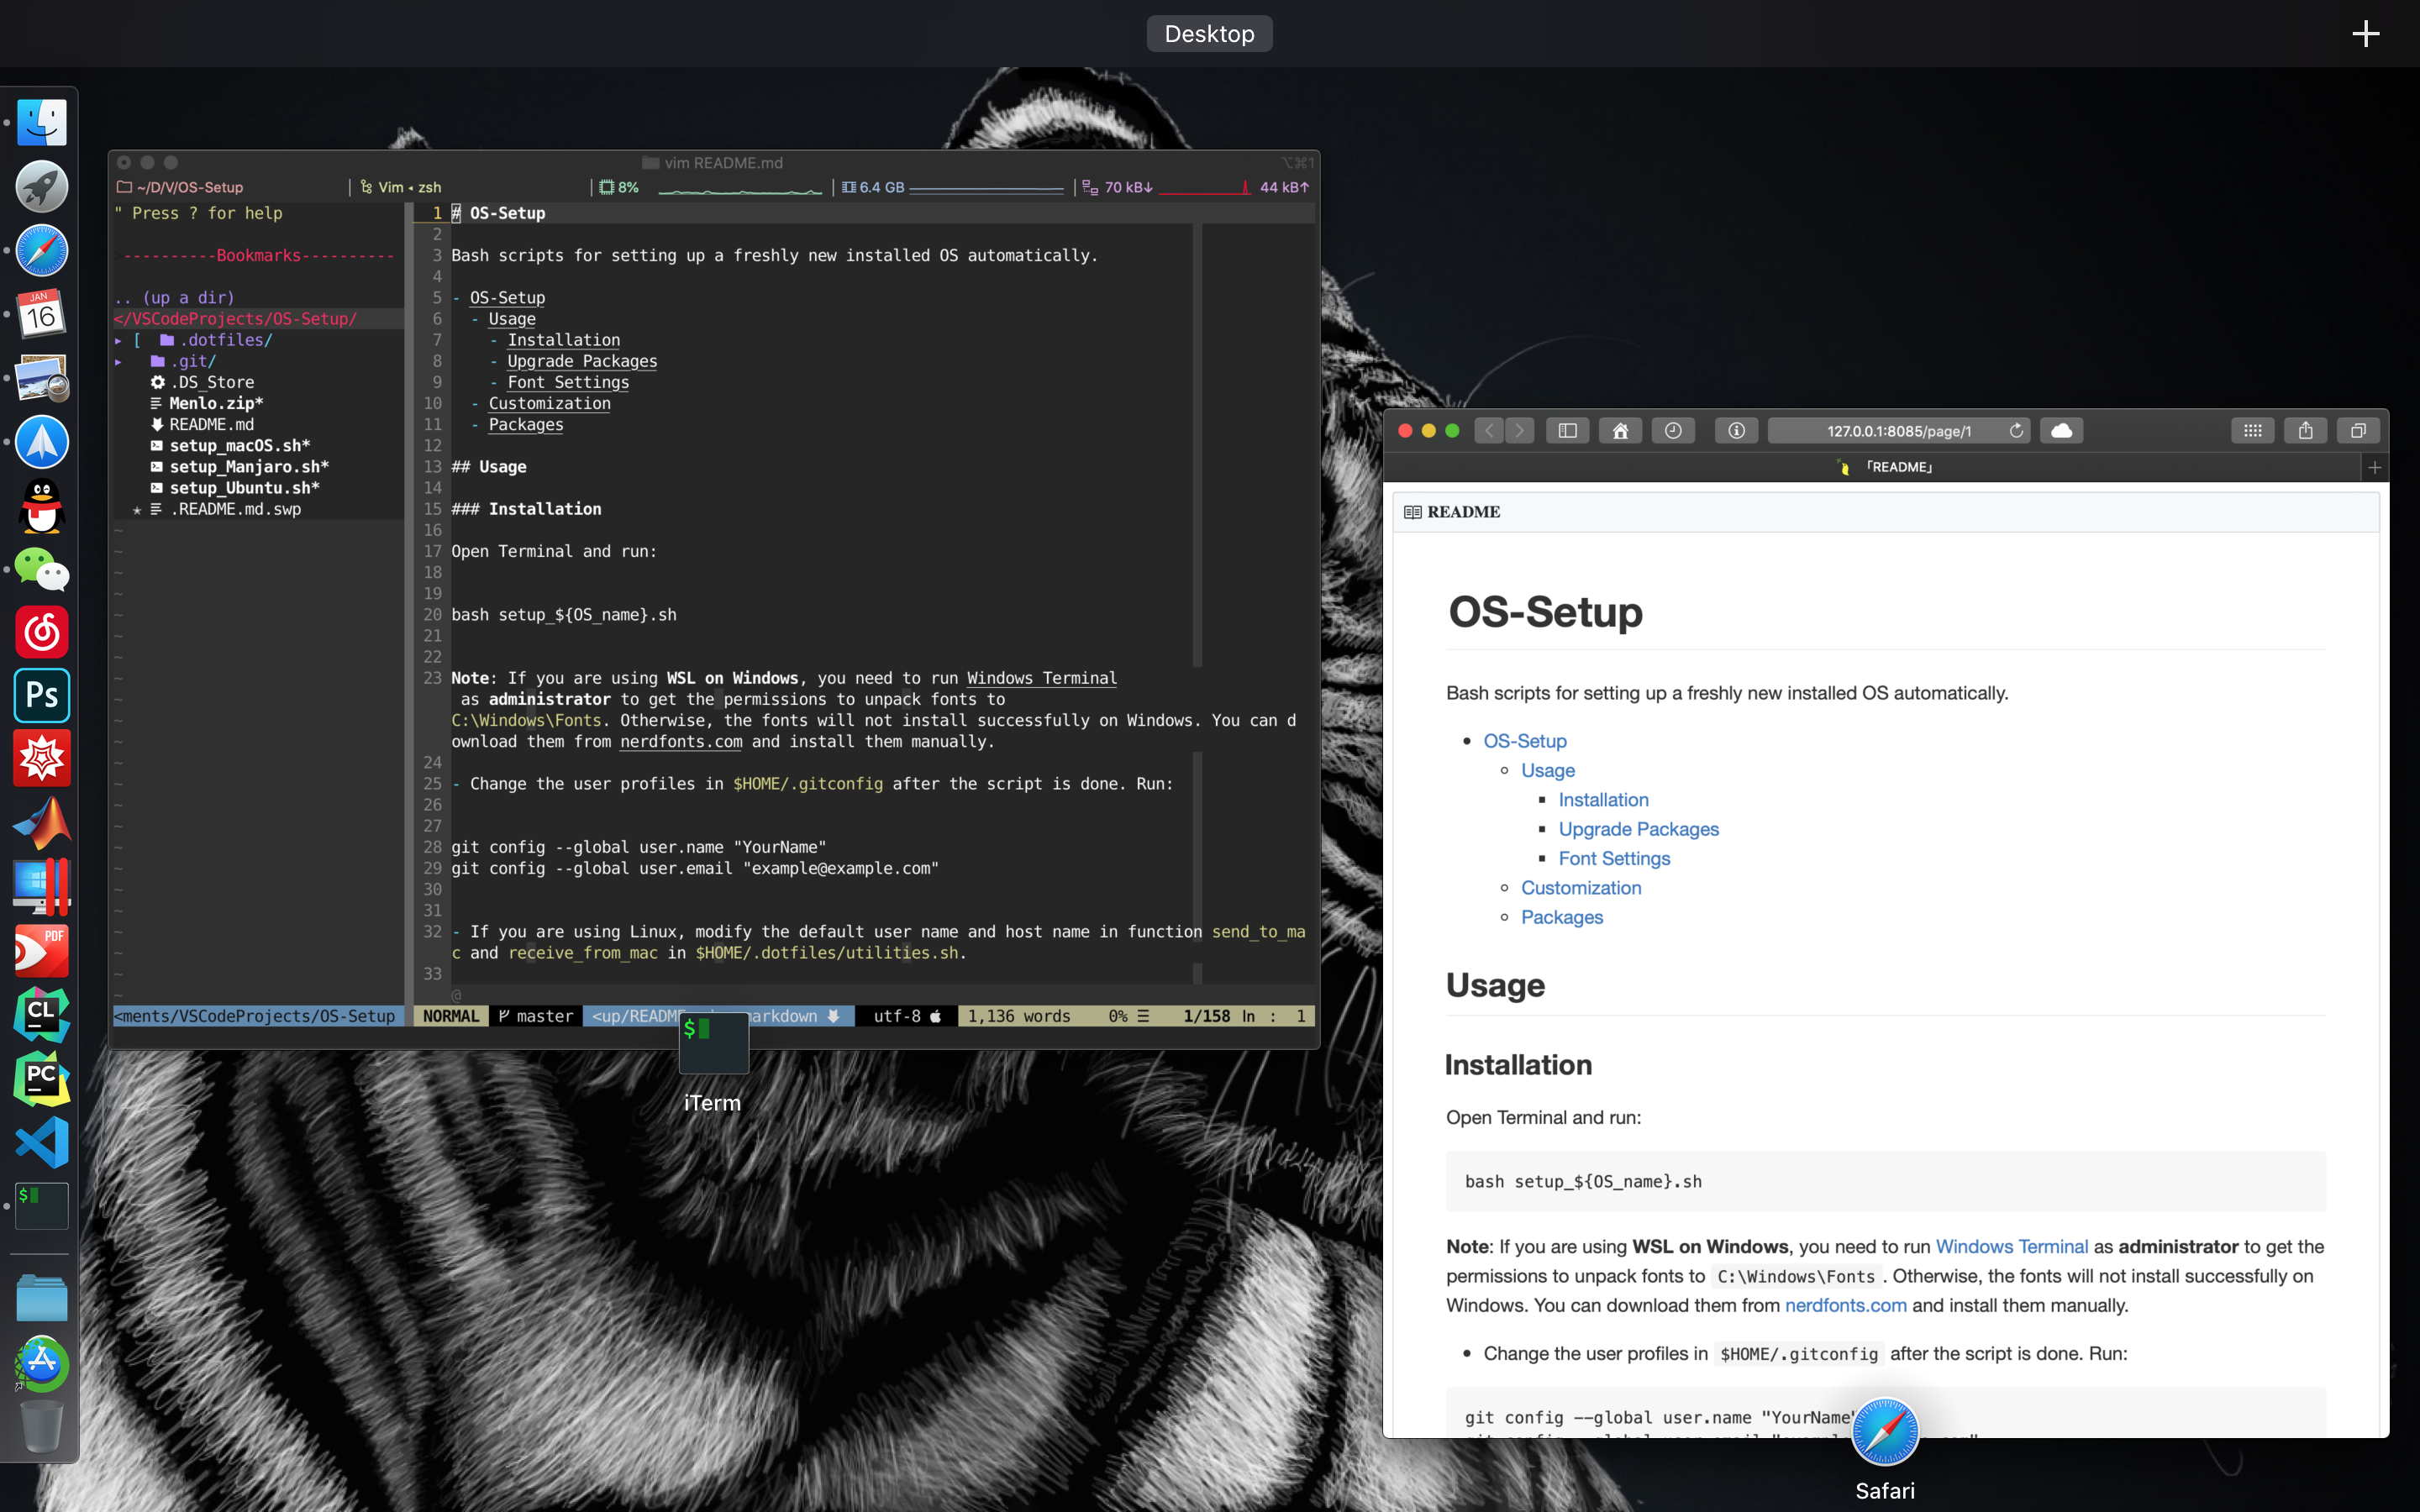 Desktop
vim README.md
⌥⌘1
~/D/V/OS-Setup
Vim ◂ zsh
8%
6.4 GB
70 kB↓
44 kB↑
" Press ? for help
----------Bookmarks----------
.. (up a dir)
</VSCodeProjects/OS-Setup/
▸ [ .dotfiles/
▸ .git/
.DS_Store
Menlo.zip*
README.md
setup_macOS.sh*
setup_Manjaro.sh*
setup_Ubuntu.sh*
.README.md.swp
<ments/VSCodeProjects/OS-Setup
1 # OS-Setup
2
3 Bash scripts for setting up a freshly new installed OS automatically.
4
5 - OS-Setup
6 - Usage
7 - Installation
8 - Upgrade Packages
9 - Font Settings
10 - Customization
11 - Packages
12
13 ## Usage
14
15 ### Installation
16
17 Open Terminal and run:
18
19
20 bash setup_${OS_name}.sh
21
22
23 Note: If you are using WSL on Windows, you need to run Windows Terminal
as administrator to get the permissions to unpack fonts to
C:\Windows\Fonts. Otherwise, the fonts will not install successfully on Windows. You can d
ownload them from nerdfonts.com and install them manually.
24
25 - Change the user profiles in $HOME/.gitconfig after the script is done. Run:
26
27
28 git config --global user.name "YourName"
29 git config --global user.email "example@example.com"
30
31
32 - If you are using Linux, modify the default user name and host name in function send_to_ma
c and receive_from_mac in $HOME/.dotfiles/utilities.sh.
33
@
NORMAL master <up/README markdown utf-8 1,136 words 0% ☰ 1/158 ln : 1
iTerm
127.0.0.1:8085/page/1
「README」
README
OS-Setup
Bash scripts for setting up a freshly new installed OS automatically.
OS-Setup
Usage
Installation
Upgrade Packages
Font Settings
Customization
Packages
Usage
Installation
Open Terminal and run:
bash setup_${OS_name}.sh
Note: If you are using WSL on Windows, you need to run Windows Terminal as administrator to get the
permissions to unpack fonts to C:\Windows\Fonts . Otherwise, the fonts will not install successfully on
Windows. You can download them from nerdfonts.com and install them manually.
Change the user profiles in $HOME/.gitconfig after the script is done. Run:
git config --global user.name "YourName"
Safari
JAN
16
Ps
PDF
CL
PC
$